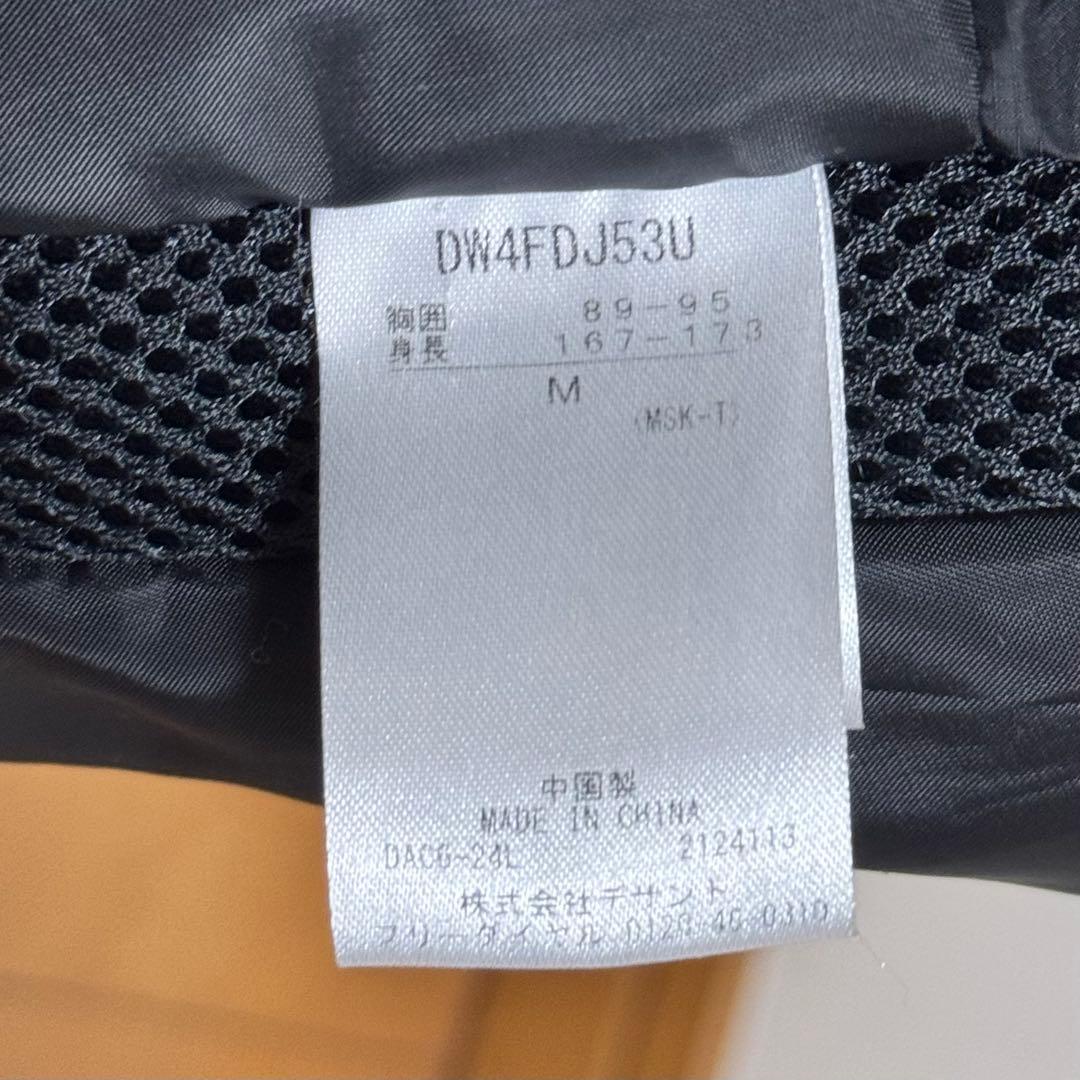 DW4FDJ53U
胸囲 89-95
身長 167-173
M
(MSK-T)
中国製
MADE IN CHINA
DAC6-24L 2124113
株式会社デサント
フリーダイヤル 0120-46-0310